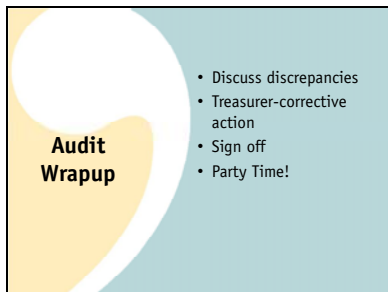 Audit
Wrapup
• Discuss discrepancies
• Treasurer-corrective
action
• Sign off
• Party Time!